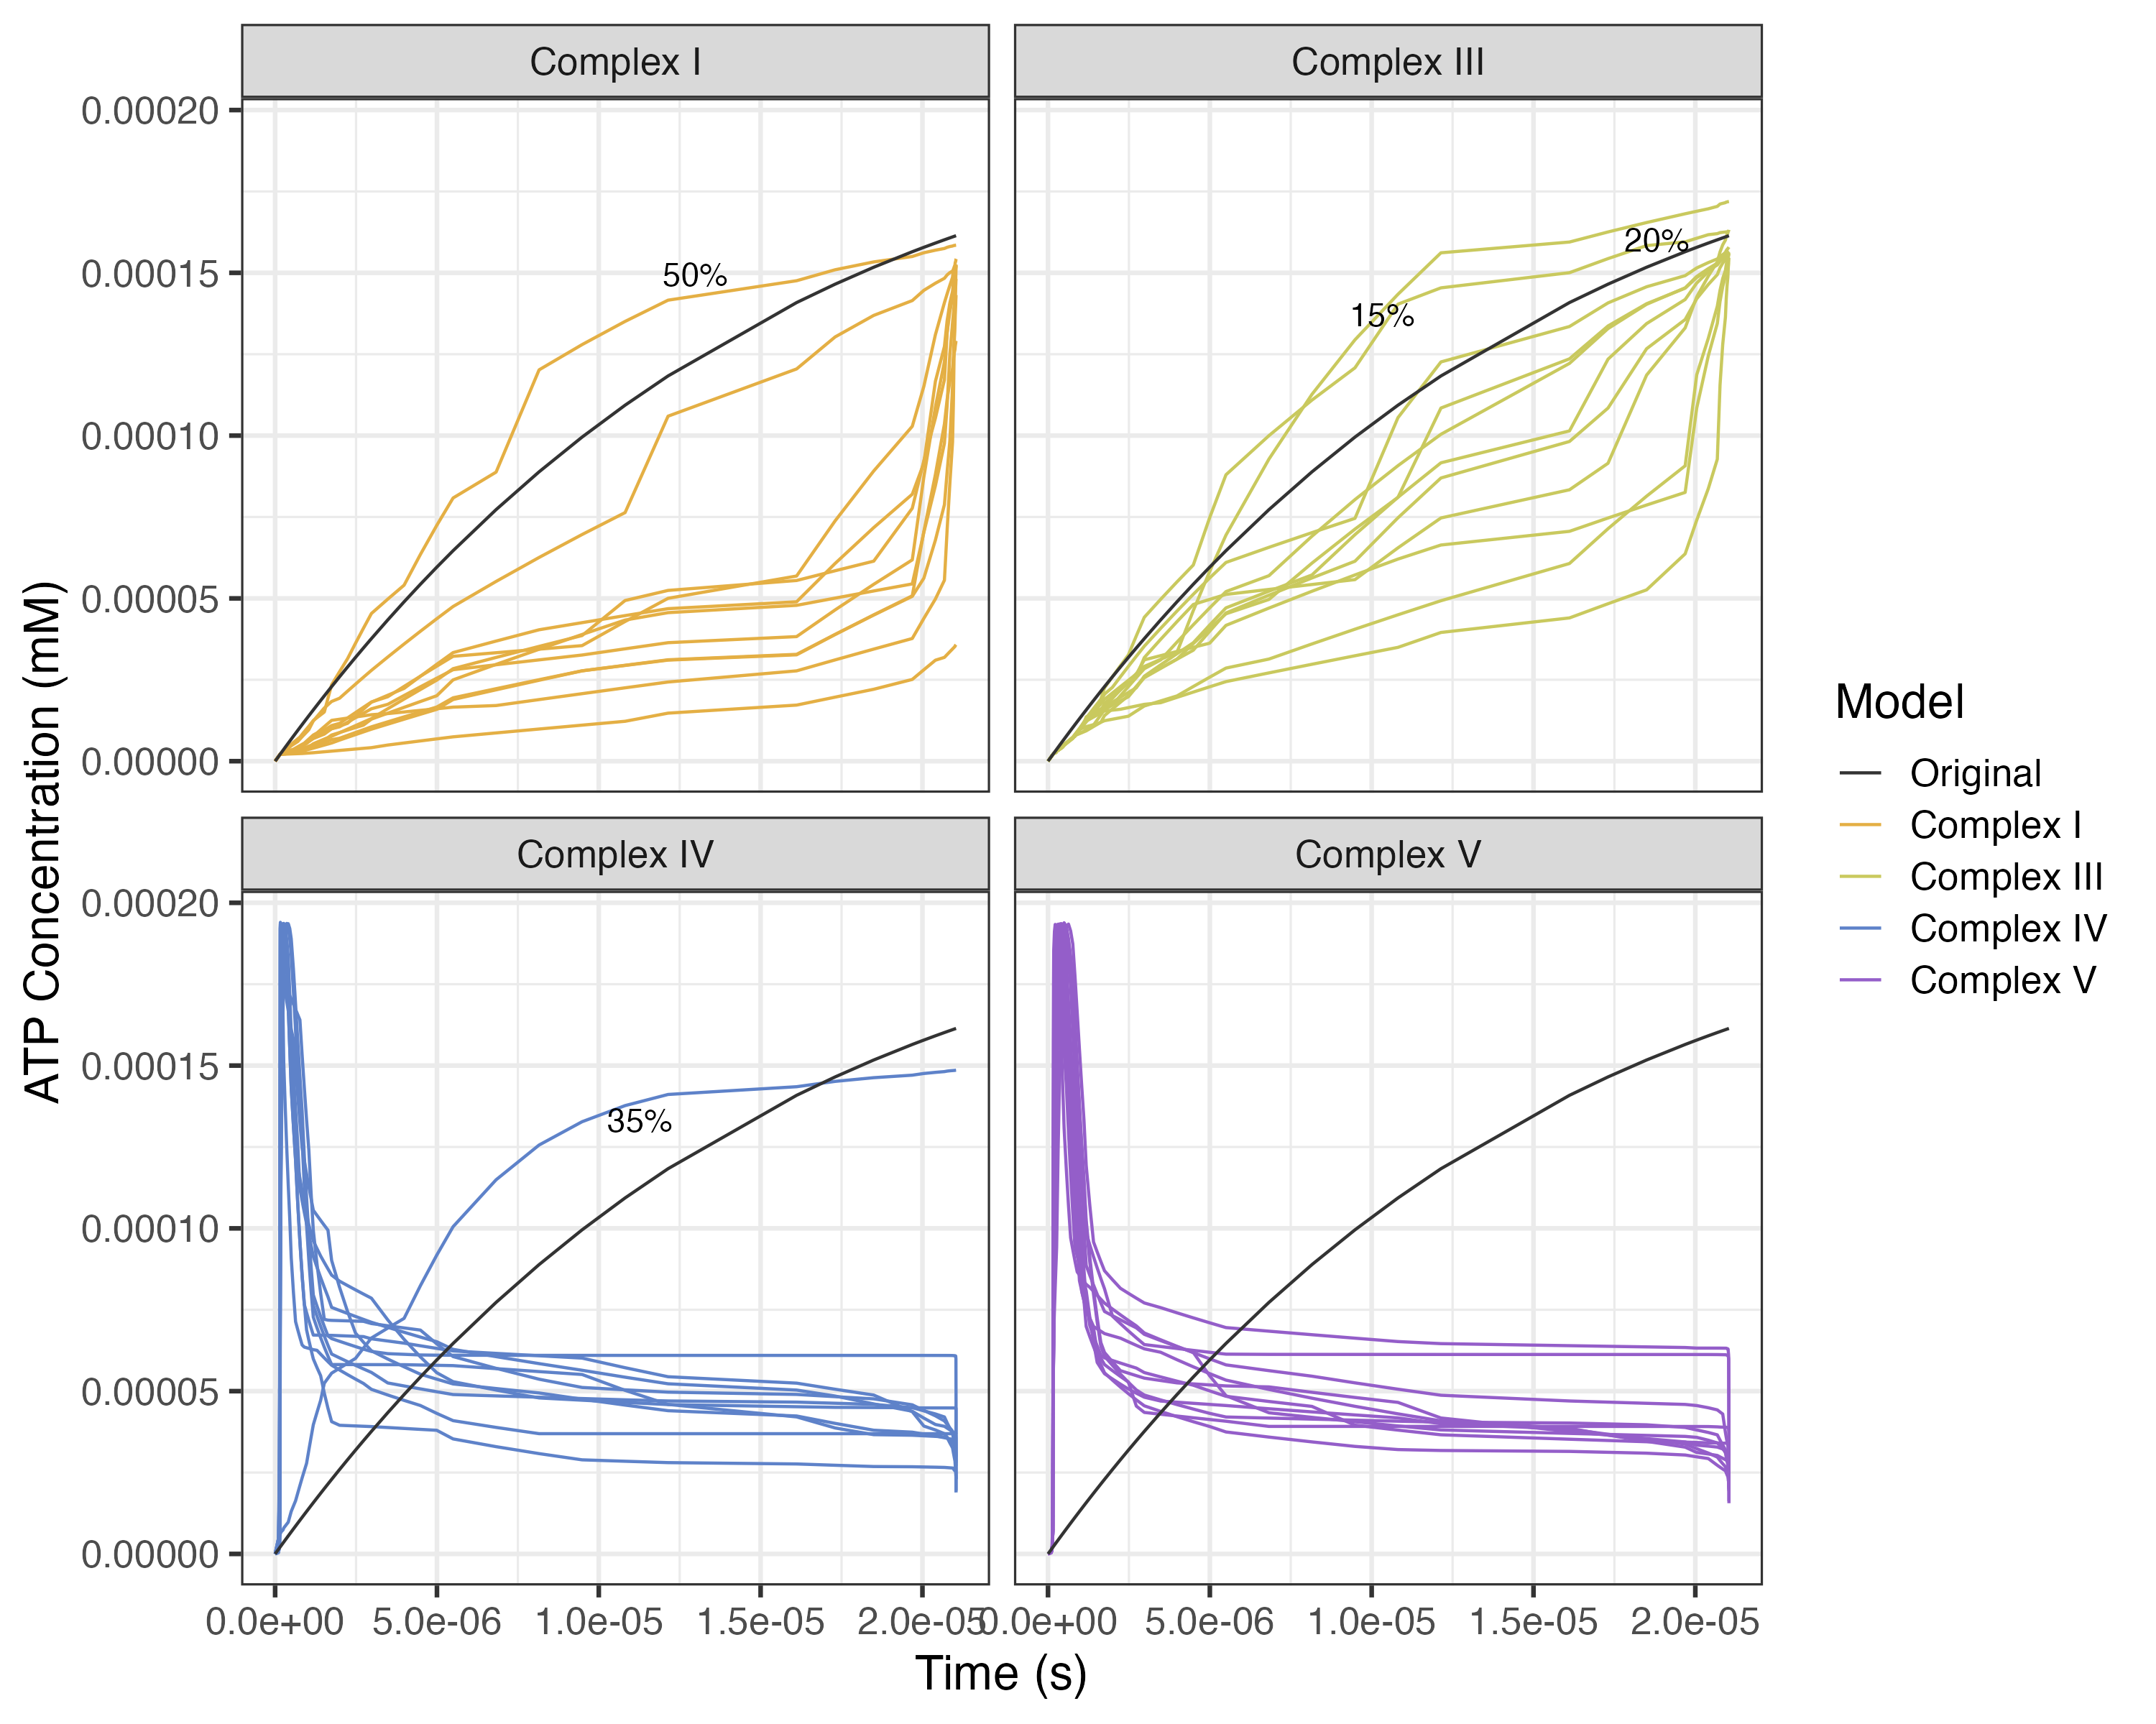 Complex I
Complex III
0.00020
0.00015
0.00010
0.00005
0.00000
50%
15%
20%
Complex IV
Complex V
0.00020
0.00015
0.00010
0.00005
0.00000
35%
0.0e+00 5.0e-06 1.0e-05 1.5e-05 2.0e-05
0.0e+00 5.0e-06 1.0e-05 1.5e-05 2.0e-05
Time (s)
ATP Concentration (mM)
Model
Original
Complex I
Complex III
Complex IV
Complex V